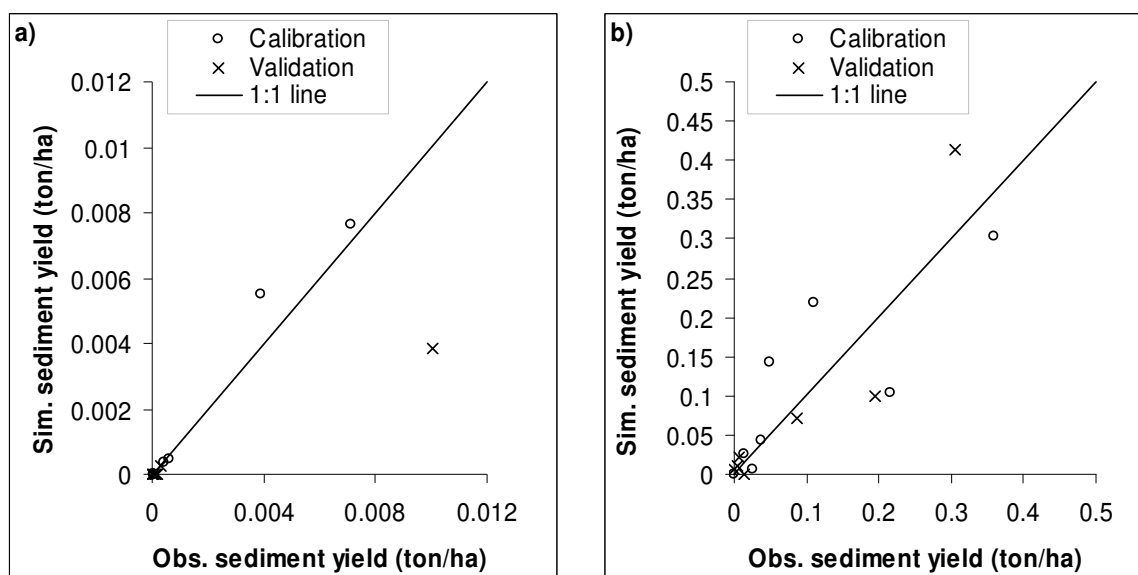 a)
Calibration
Validation
1:1 line
Sim. sediment yield (ton/ha)
0.012
0.01
0.008
0.006
0.004
0.002
0
0 0.004 0.008 0.012
Obs. sediment yield (ton/ha)
b)
Calibration
Validation
1:1 line
Sim. sediment yield (ton/ha)
0.5
0.45
0.4
0.35
0.3
0.25
0.2
0.15
0.1
0.05
0
0 0.1 0.2 0.3 0.4 0.5
Obs. sediment yield (ton/ha)